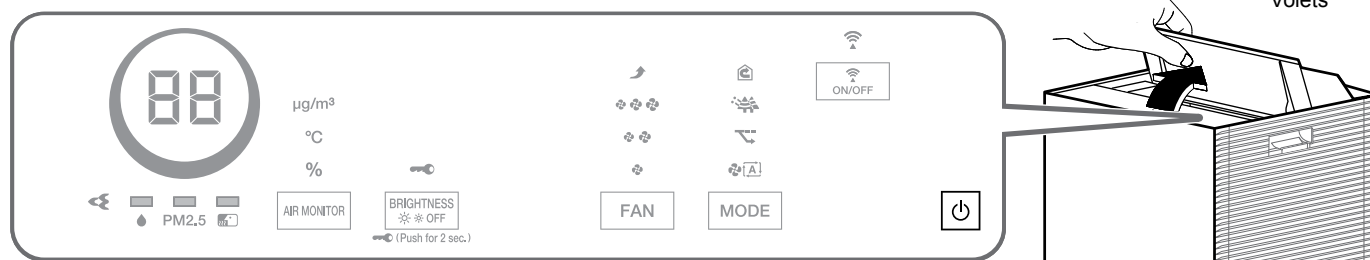 Volets
88
µg/m³
°C
%
PM2.5
AIR MONITOR
BRIGHTNESS
OFF
(Push for 2 sec.)
FAN
A
MODE
ON/OFF